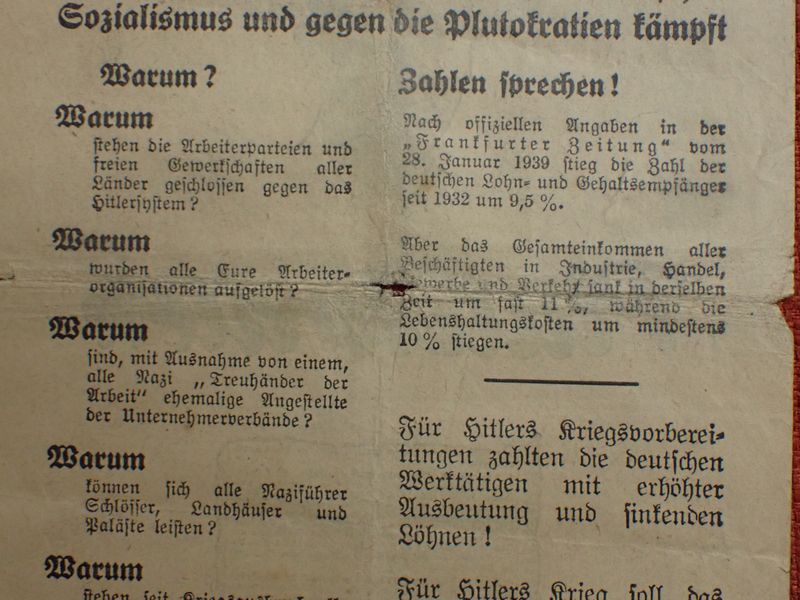 Sozialismus und gegen die Plutokratien kämpft
Warum?
Warum
stehen die Arbeiterparteien und
freien Gewerkschaften aller
Länder geschlossen gegen das
Hitlersystem?
Warum
wurden alle Eure Arbeiter-
organisationen aufgelöst?
Warum
sind, mit Ausnahme von einem,
alle Nazi „Treuhänder der
Arbeit“ ehemalige Angestellte
der Unternehmerverbände?
Warum
können sich alle Naziführer
Schlösser, Landhäuser und
Paläste leisten?
Warum
stehen seit
Zahlen sprechen!
Nach offiziellen Angaben in der
„Frankfurter Zeitung“ vom
28. Januar 1939 stieg die Zahl der
deutschen Lohn- und Gehaltsempfänger
seit 1932 um 9,5 %.
Aber das Gesamteinkommen aller
Beschäftigten in Industrie, Handel,
Gewerbe und Verkehr sank in derselben
Zeit um fast 11 %, während die
Lebenshaltungskosten um mindestens
10 % stiegen.
Für Hitlers Kriegsvorberei-
tungen zahlten die deutschen
Werktätigen mit erhöhter
Ausbeutung und sinkenden
Löhnen!
Für Hitlers Krieg soll das